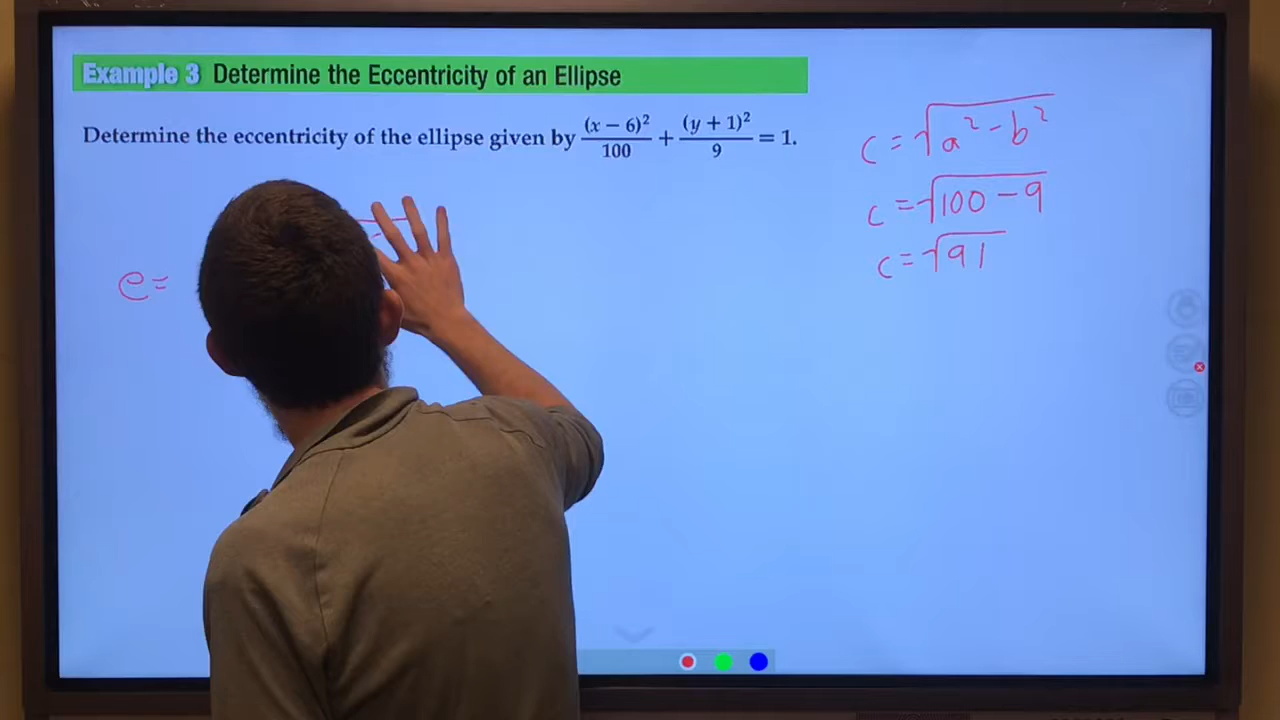 Example 3 Determine the Eccentricity of an Ellipse
Determine the eccentricity of the ellipse given by (x − 6)²/100 + (y + 1)²/9 = 1.
c = √(a² − b²)
c = √(100 − 9)
c = √91
e =